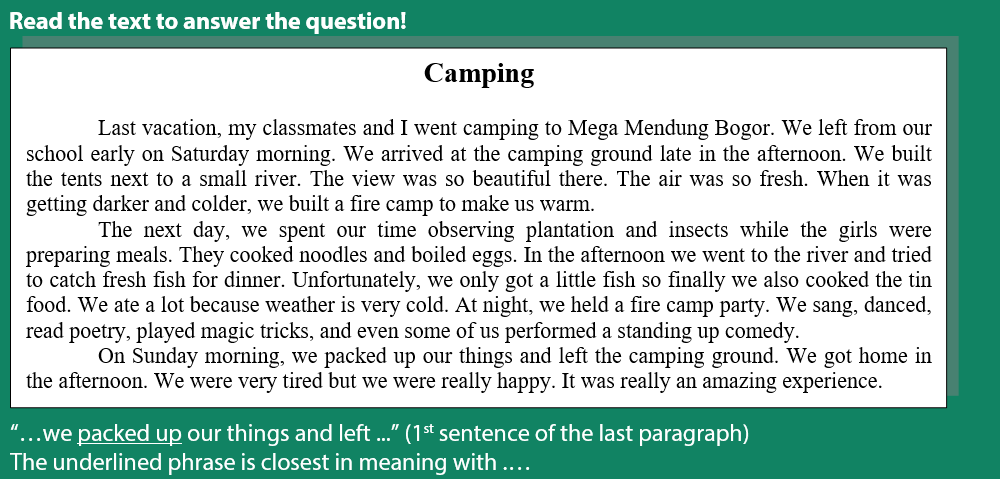 Read the text to answer the question!
Camping
Last vacation, my classmates and I went camping to Mega Mendung Bogor. We left from our
school early on Saturday morning. We arrived at the camping ground late in the afternoon. We built
the tents next to a small river. The view was so beautiful there. The air was so fresh. When it was
getting darker and colder, we built a fire camp to make us warm.
The next day, we spent our time observing plantation and insects while the girls were
preparing meals. They cooked noodles and boiled eggs. In the afternoon we went to the river and tried
to catch fresh fish for dinner. Unfortunately, we only got a little fish so finally we also cooked the tin
food. We ate a lot because weather is very cold. At night, we held a fire camp party. We sang, danced,
read poetry, played magic tricks, and even some of us performed a standing up comedy.
On Sunday morning, we packed up our things and left the camping ground. We got home in
the afternoon. We were very tired but we were really happy. It was really an amazing experience.
“…we packed up our things and left ...” (1st sentence of the last paragraph)
The underlined phrase is closest in meaning with ….